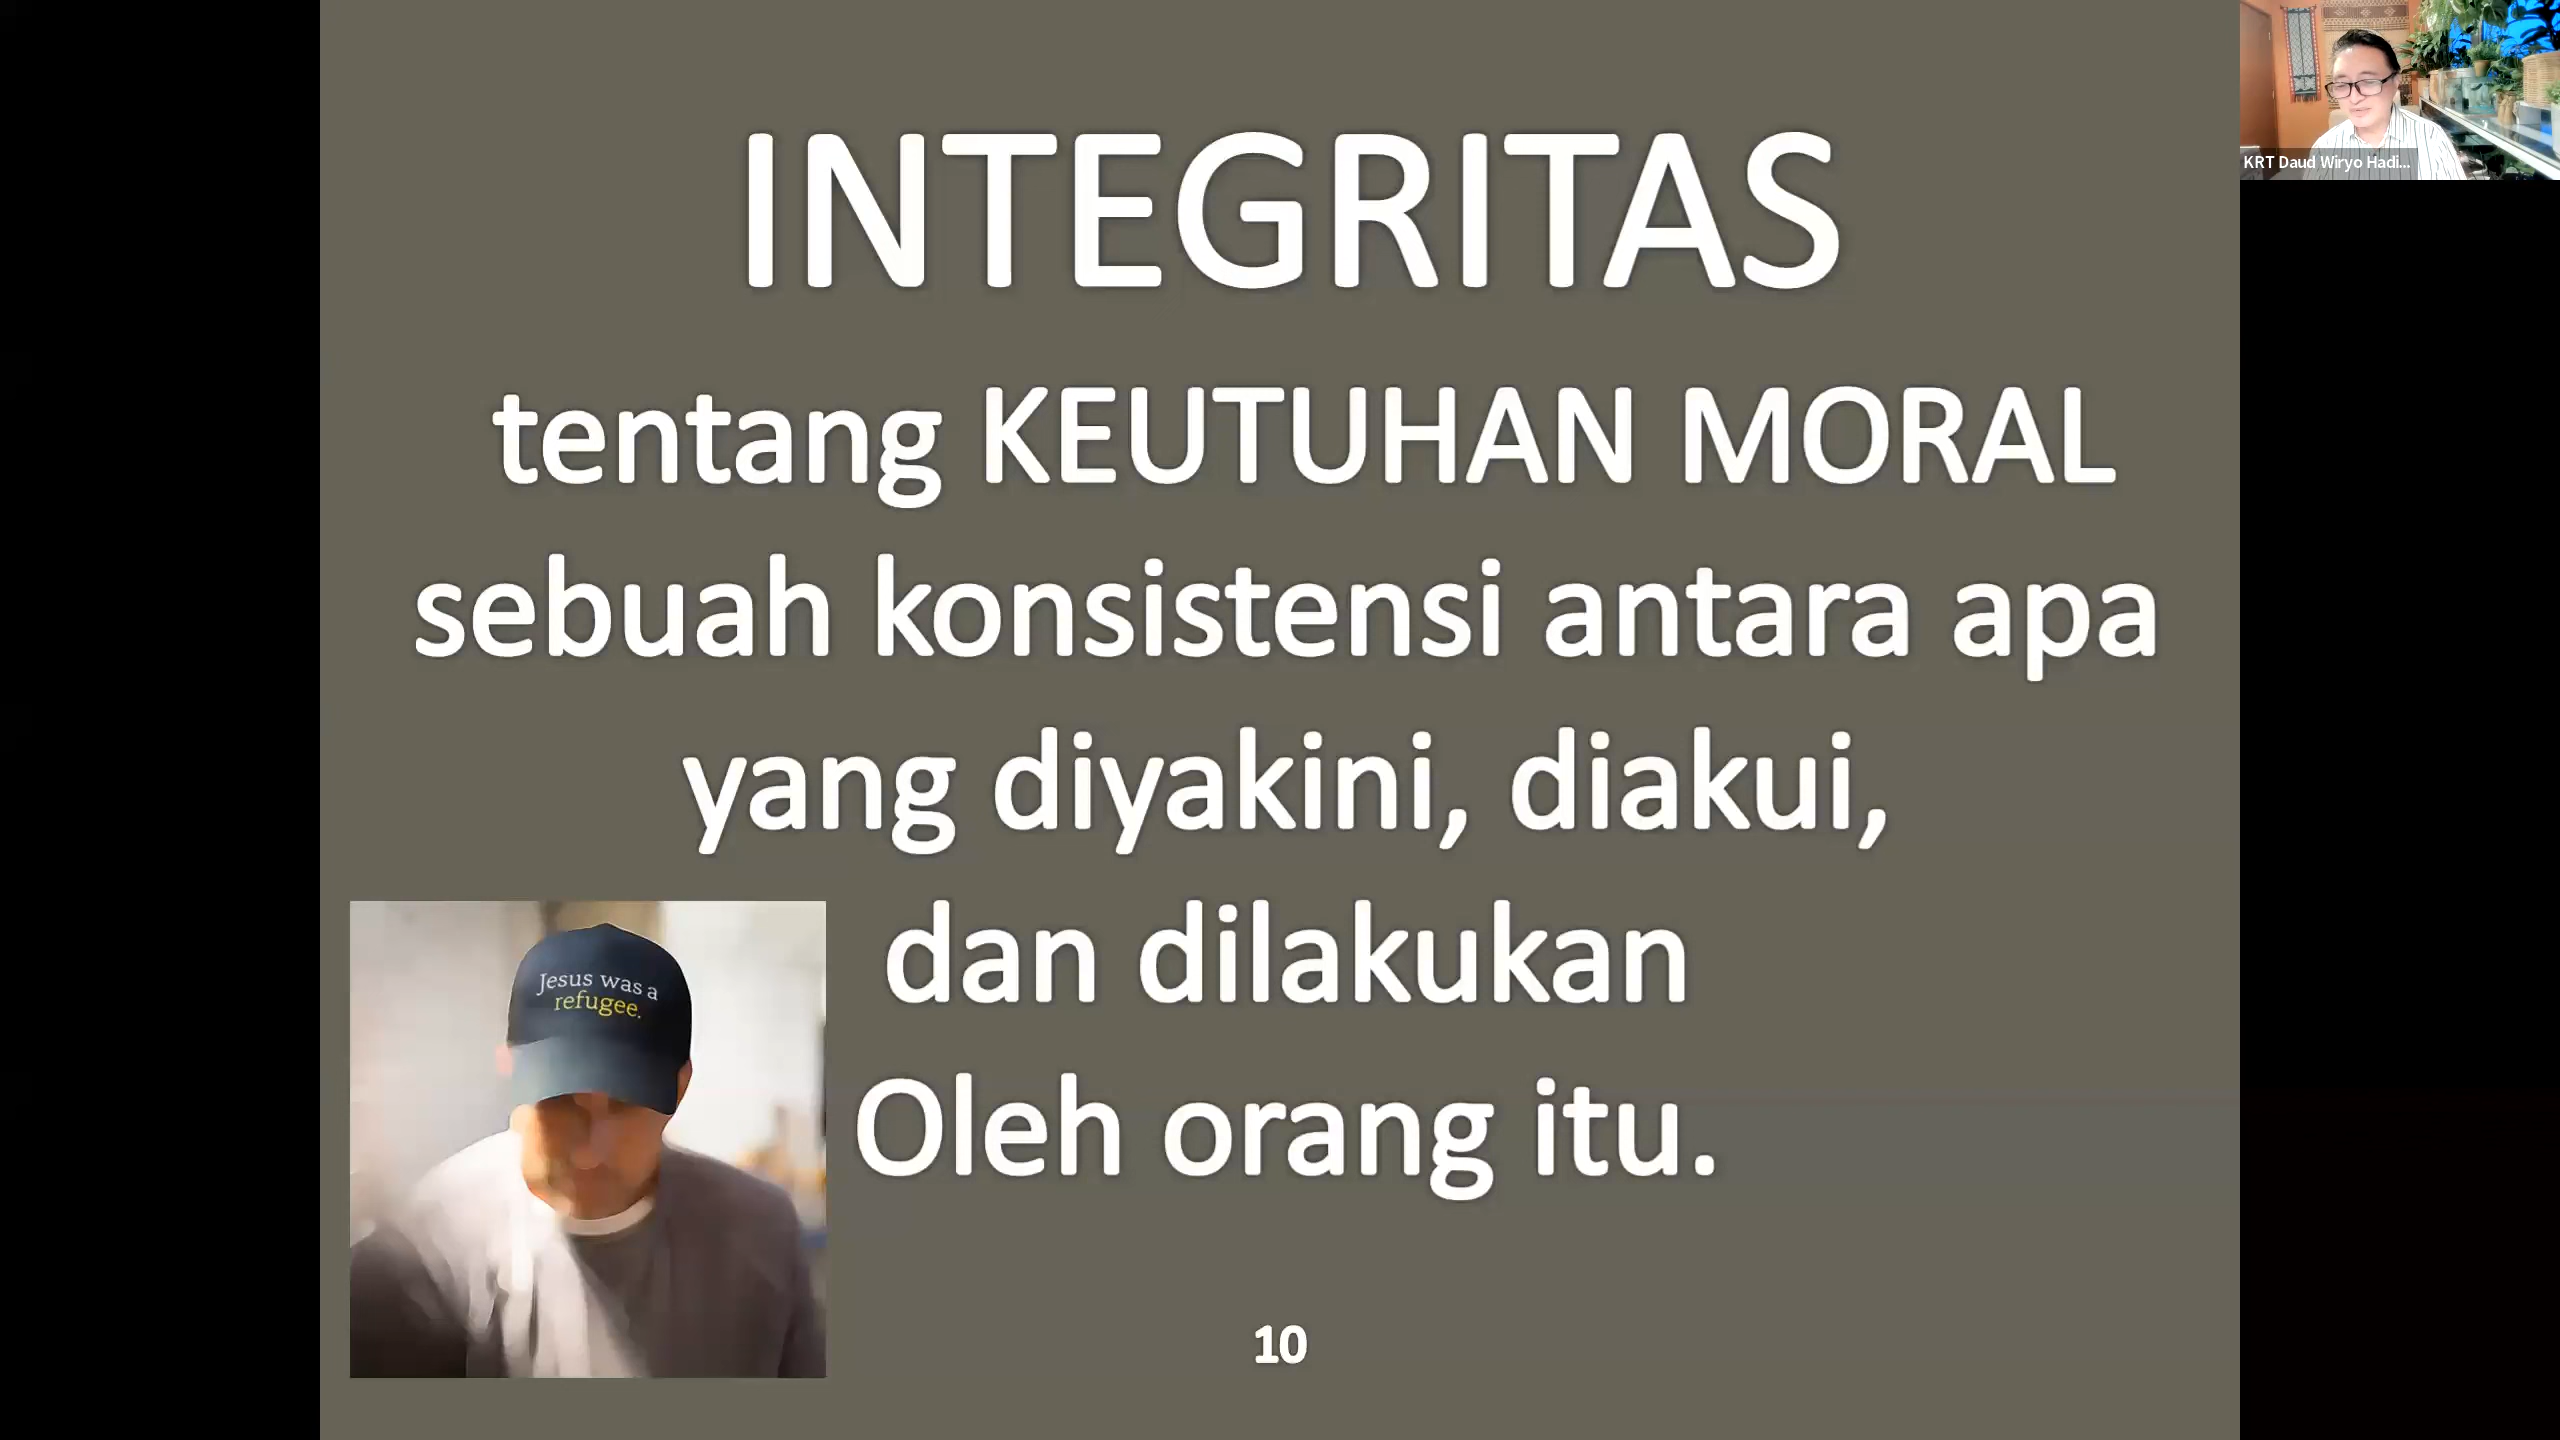 INTEGRITAS
tentang KEUTUHAN MORAL
sebuah konsistensi antara apa
yang diyakini, diakui,
dan dilakukan
Oleh orang itu.
Jesus was a
refugee.
10
KRT Daud Wiryo Hadi...